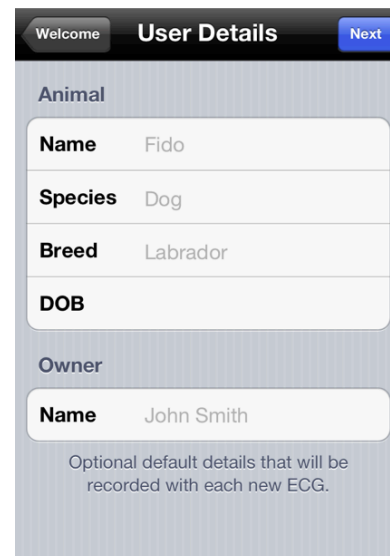 Welcome User Details Next
Animal
Name Fido
Species Dog
Breed Labrador
DOB
Owner
Name John Smith
Optional default details that will be
recorded with each new ECG.